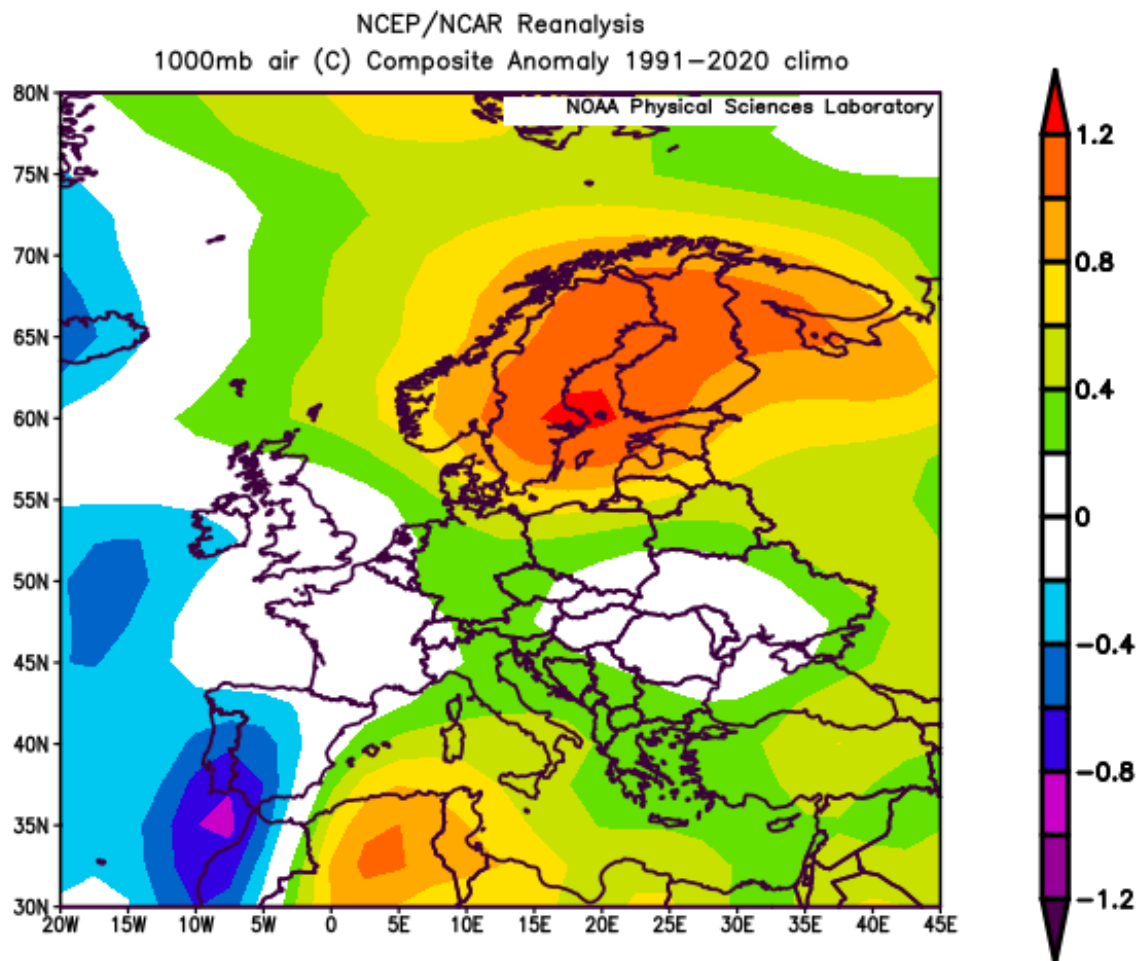 NCEP/NCAR Reanalysis
1000mb air (C) Composite Anomaly 1991–2020 climo
NOAA Physical Sciences Laboratory
80N
75N
70N
65N
60N
55N
50N
45N
40N
35N
30N
20W 15W 10W 5W 0 5E 10E 15E 20E 25E 30E 35E 40E 45E
1.2
0.8
0.4
0
−0.4
−0.8
−1.2